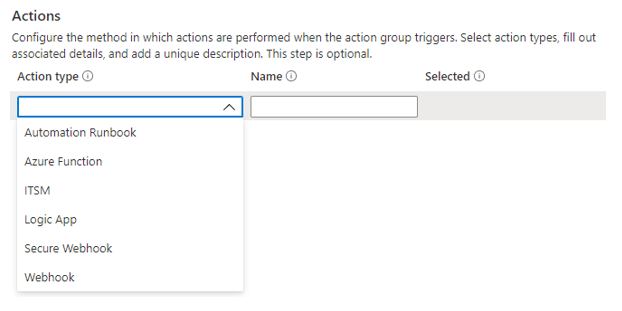 Actions
Configure the method in which actions are performed when the action group triggers. Select action types, fill out
associated details, and add a unique description. This step is optional.
Action type Name Selected
Automation Runbook
Azure Function
ITSM
Logic App
Secure Webhook
Webhook